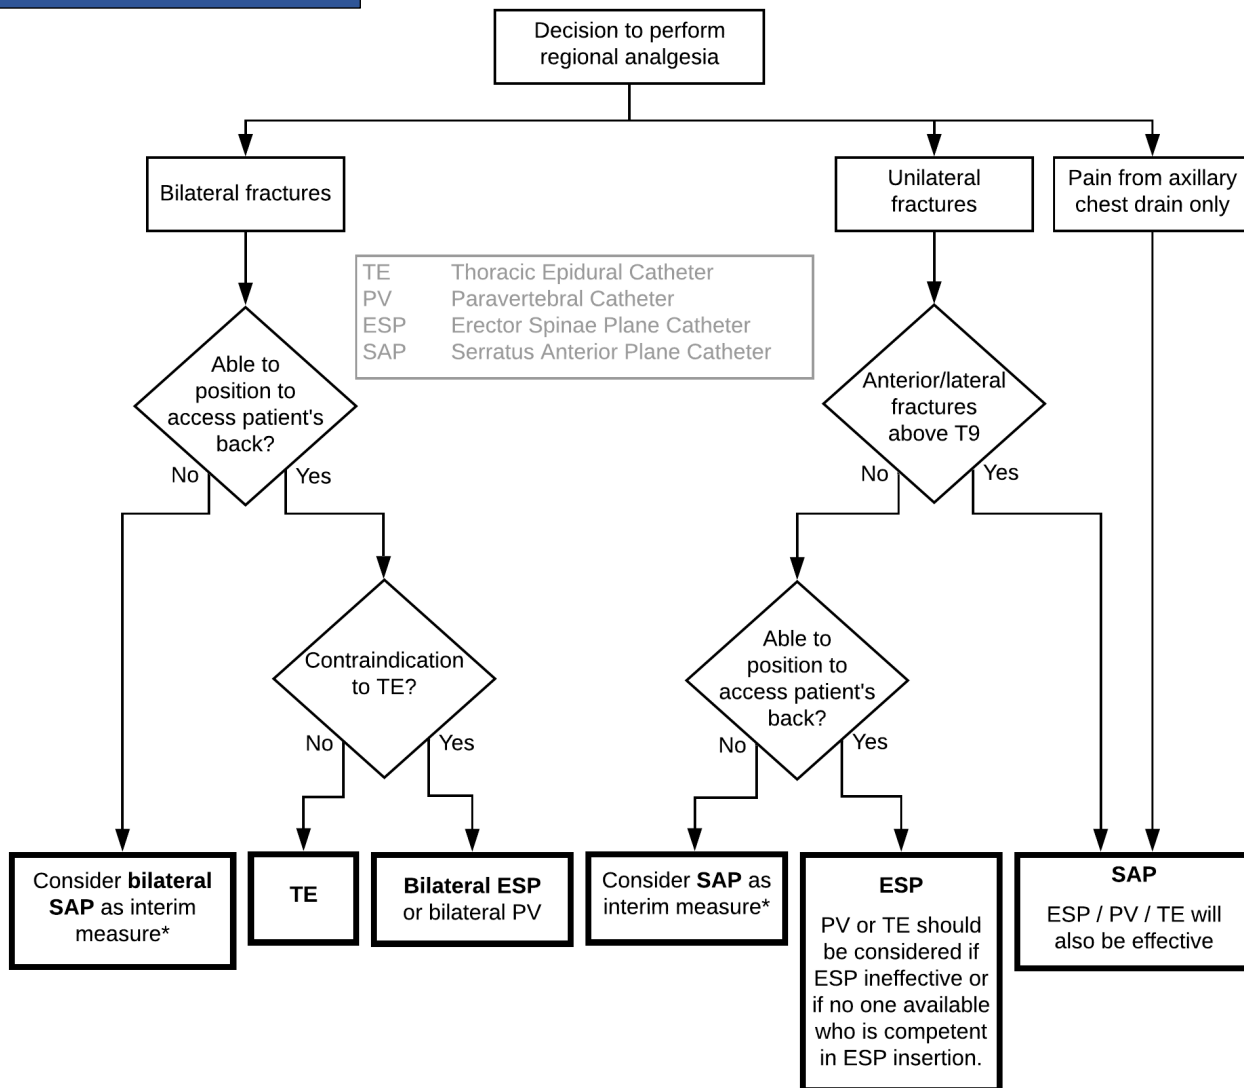 Decision to perform
regional analgesia
Bilateral fractures
Unilateral
fractures
Pain from axillary
chest drain only
TE Thoracic Epidural Catheter
PV Paravertebral Catheter
ESP Erector Spinae Plane Catheter
SAP Serratus Anterior Plane Catheter
Able to
position to
access patient's
back?
No
Yes
Anterior/lateral
fractures
above T9
No
Yes
Contraindication
to TE?
No
Yes
Able to
position to
access patient's
back?
No
Yes
Consider bilateral
SAP as interim
measure*
TE
Bilateral ESP
or bilateral PV
Consider SAP as
interim measure*
ESP
PV or TE should
be considered if
ESP ineffective or
if no one available
who is competent
in ESP insertion.
SAP
ESP / PV / TE will
also be effective